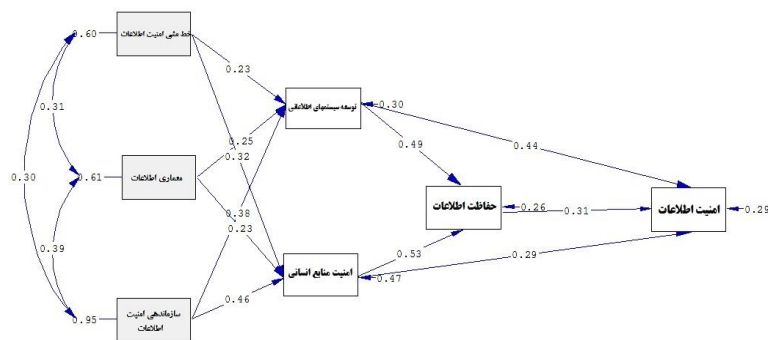 0.60
خط مشی امنیت اطلاعات
0.23
0.31
توسعه سیستمهای اطلاعاتی
0.30
0.25
0.32
0.49
0.44
0.30
0.61
معماری اطلاعات
حفاظت اطلاعات
0.26
0.31
امنیت اطلاعات
0.29
0.38
0.23
0.39
0.53
0.29
امنیت منابع انسانی
0.47
0.46
0.95
سازماندهی امنیت
اطلاعات